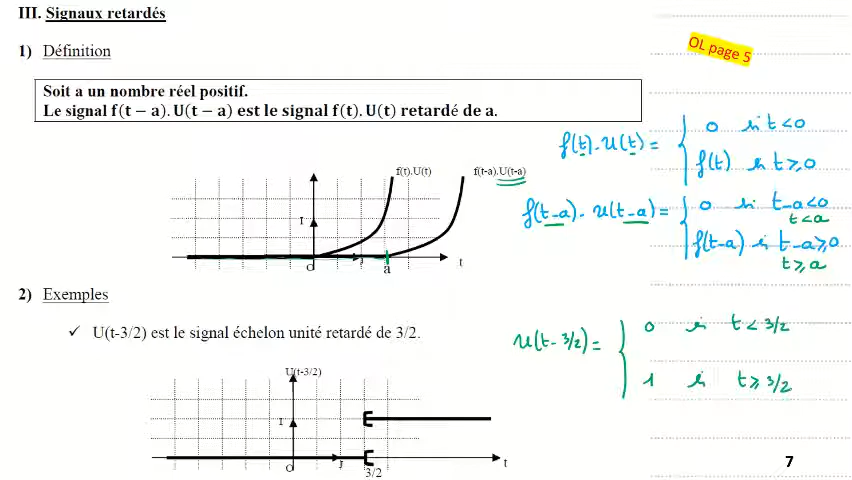 III. Signaux retardés
OL page 5
1) Définition
Soit a un nombre réel positif.
Le signal f(t − a). U(t − a) est le signal f(t). U(t) retardé de a.
f(t).U(t)
f(t-a).U(t-a)
I
O
a
t
f(t).u(t) = { 0 si t<0
f(t) si t≥0
f(t-a). u(t-a) = { 0 si t-a<0
t<a
f(t-a) si t-a≥0
t≥a
2) Exemples
✓ U(t-3/2) est le signal échelon unité retardé de 3/2.
u(t-3/2) = { 0 si t<3/2
1 si t≥3/2
U(t-3/2)
I
O
J
3/2
t
7